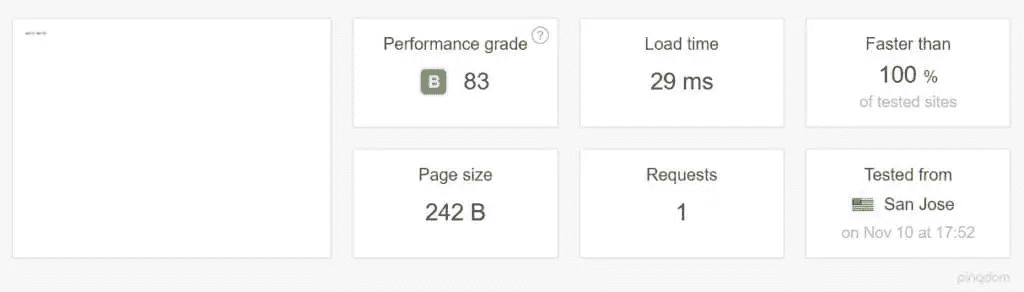 Performance grade ?
B 83
Load time
29 ms
Faster than
100 %
of tested sites
Page size
242 B
Requests
1
Tested from
San Jose
on Nov 10 at 17:52
pingdom